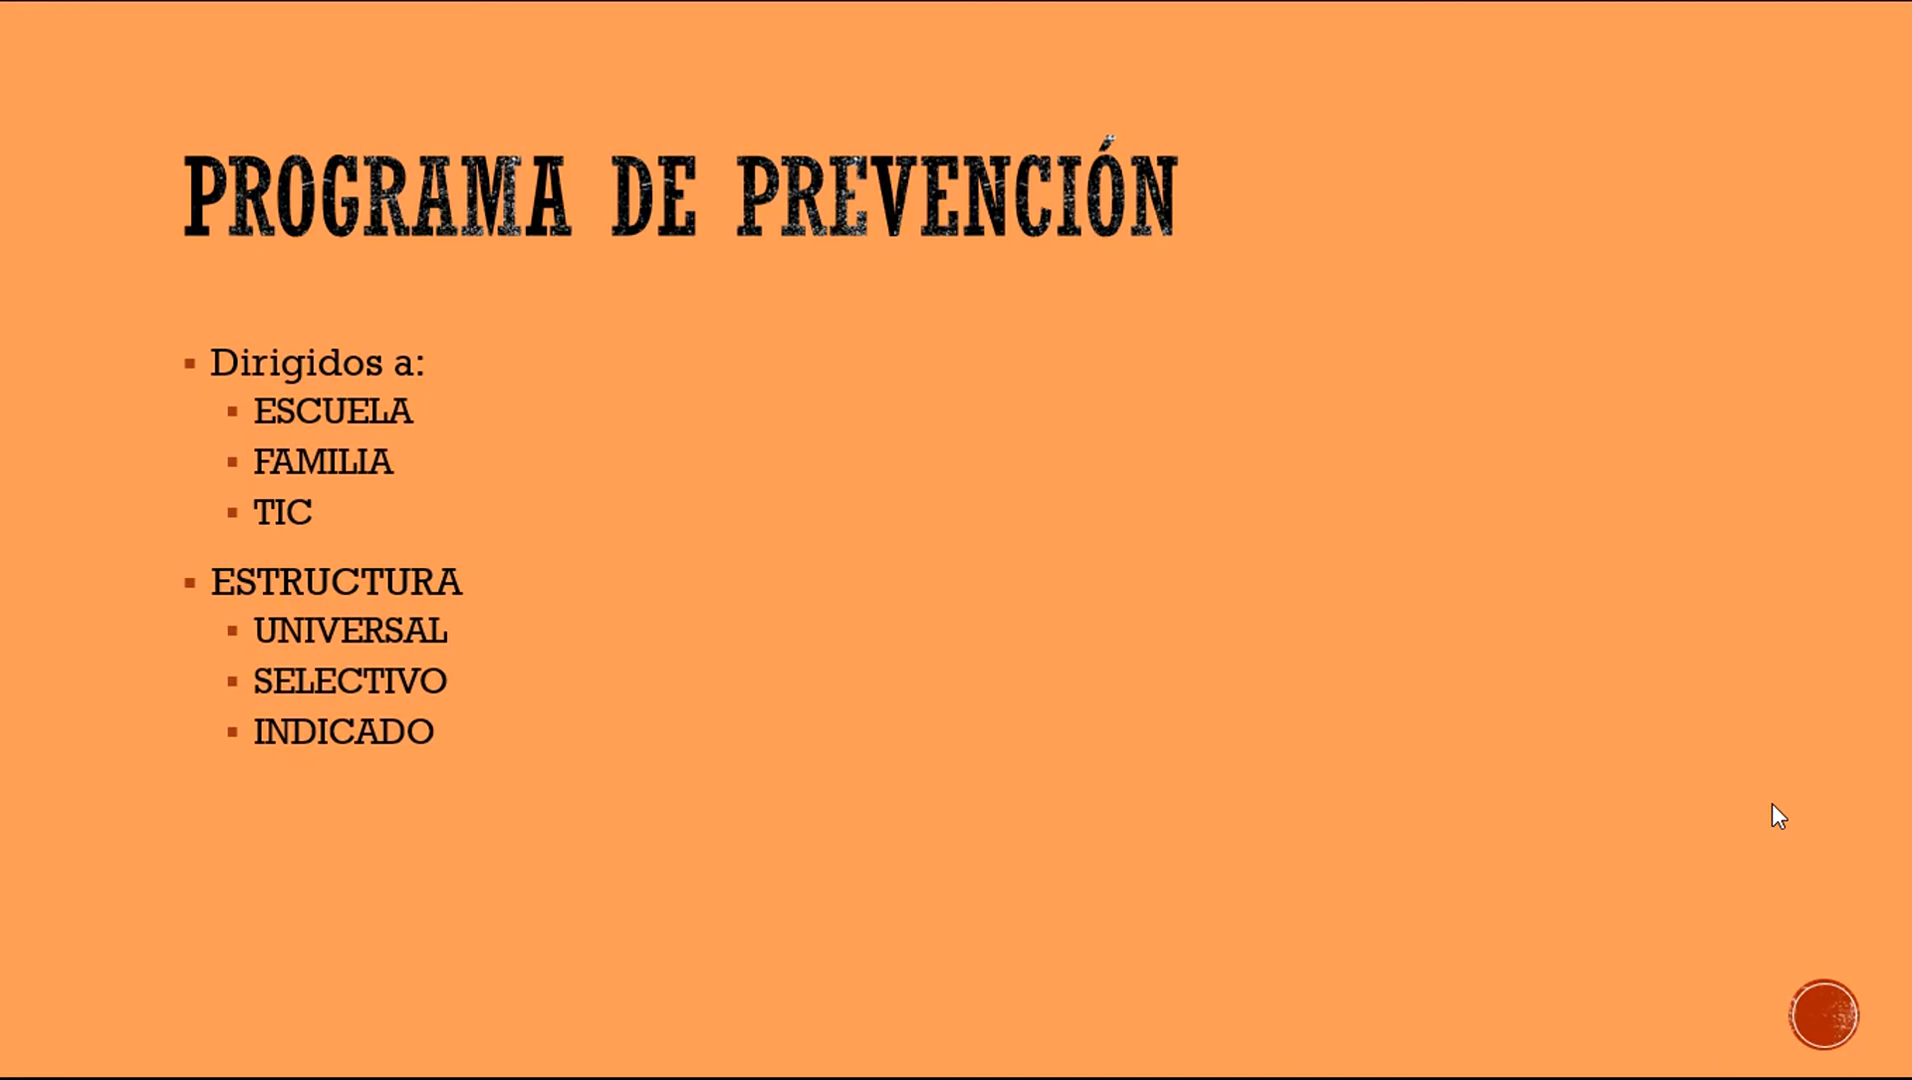 PROGRAMA DE PREVENCIÓN
Dirigidos a:
ESCUELA
FAMILIA
TIC
ESTRUCTURA
UNIVERSAL
SELECTIVO
INDICADO